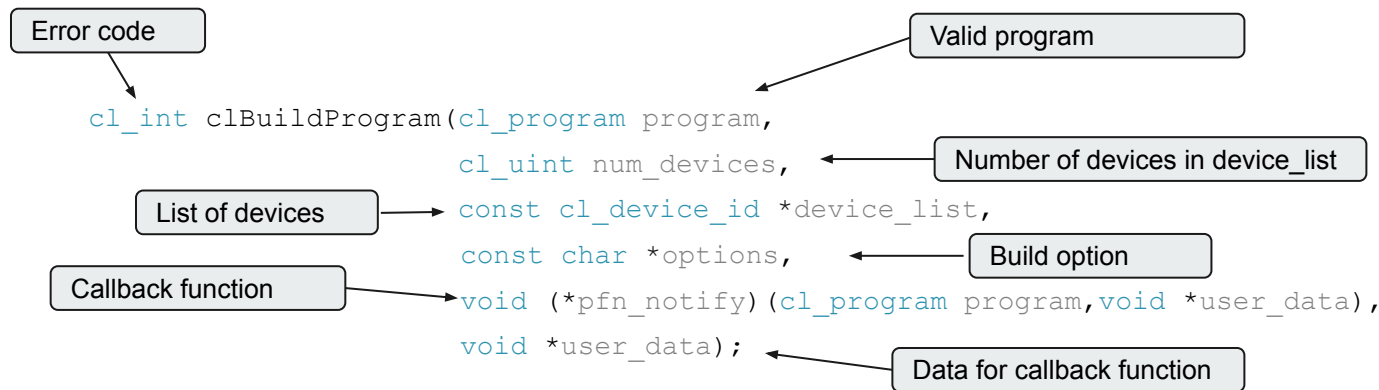 Error code
Valid program
cl_int clBuildProgram(cl_program program,
cl_uint num_devices,
Number of devices in device_list
List of devices
const cl_device_id *device_list,
const char *options,
Build option
Callback function
void (*pfn_notify)(cl_program program,void *user_data),
void *user_data);
Data for callback function